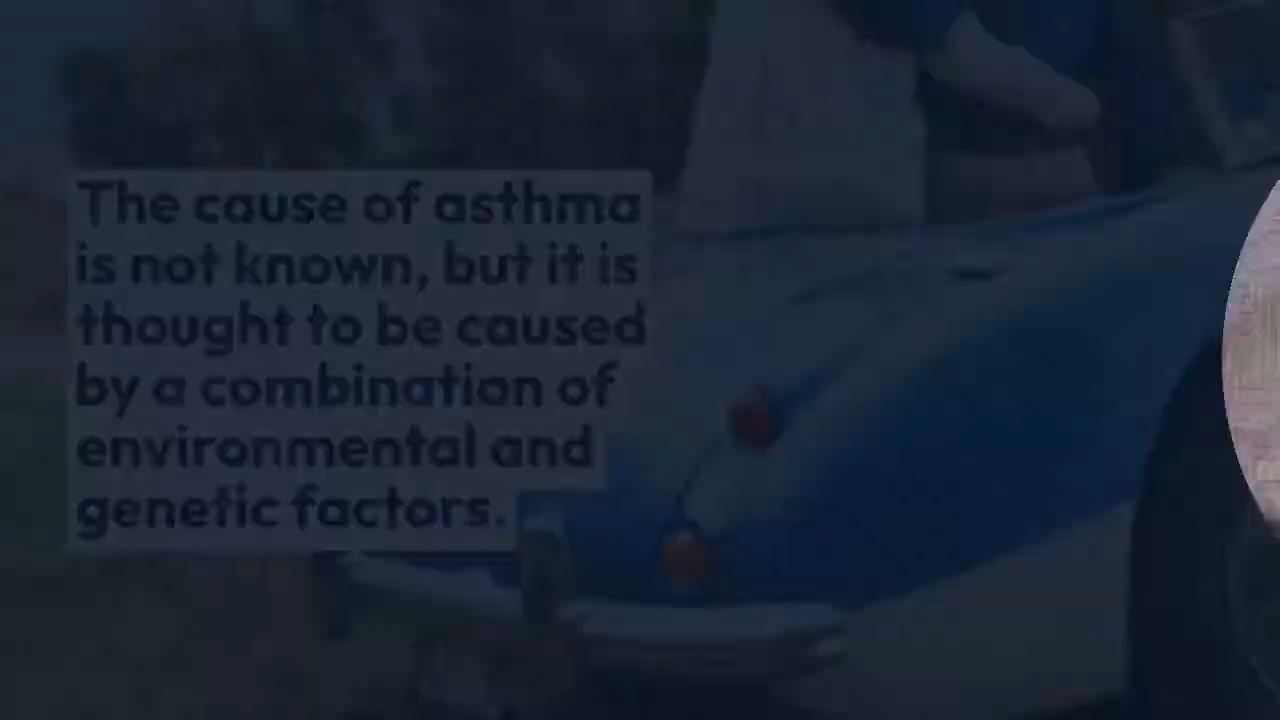 The cause of asthma
is not known, but it is
thought to be caused
by a combination of
environmental and
genetic factors.